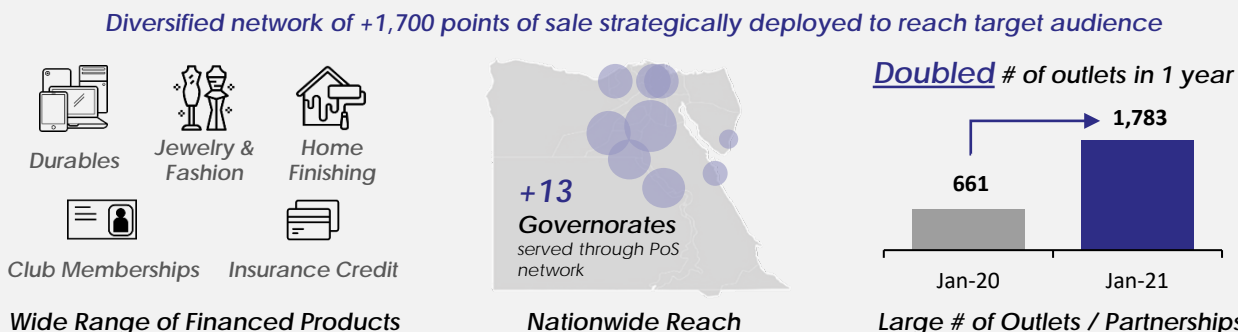 Diversified network of +1,700 points of sale strategically deployed to reach target audience
Durables
Jewelry &
Fashion
Home
Finishing
Club Memberships
Insurance Credit
Wide Range of Financed Products
+13
Governorates
served through PoS
network
Nationwide Reach
Doubled # of outlets in 1 year
661
1,783
Jan-20
Jan-21
Large # of Outlets / Partnerships